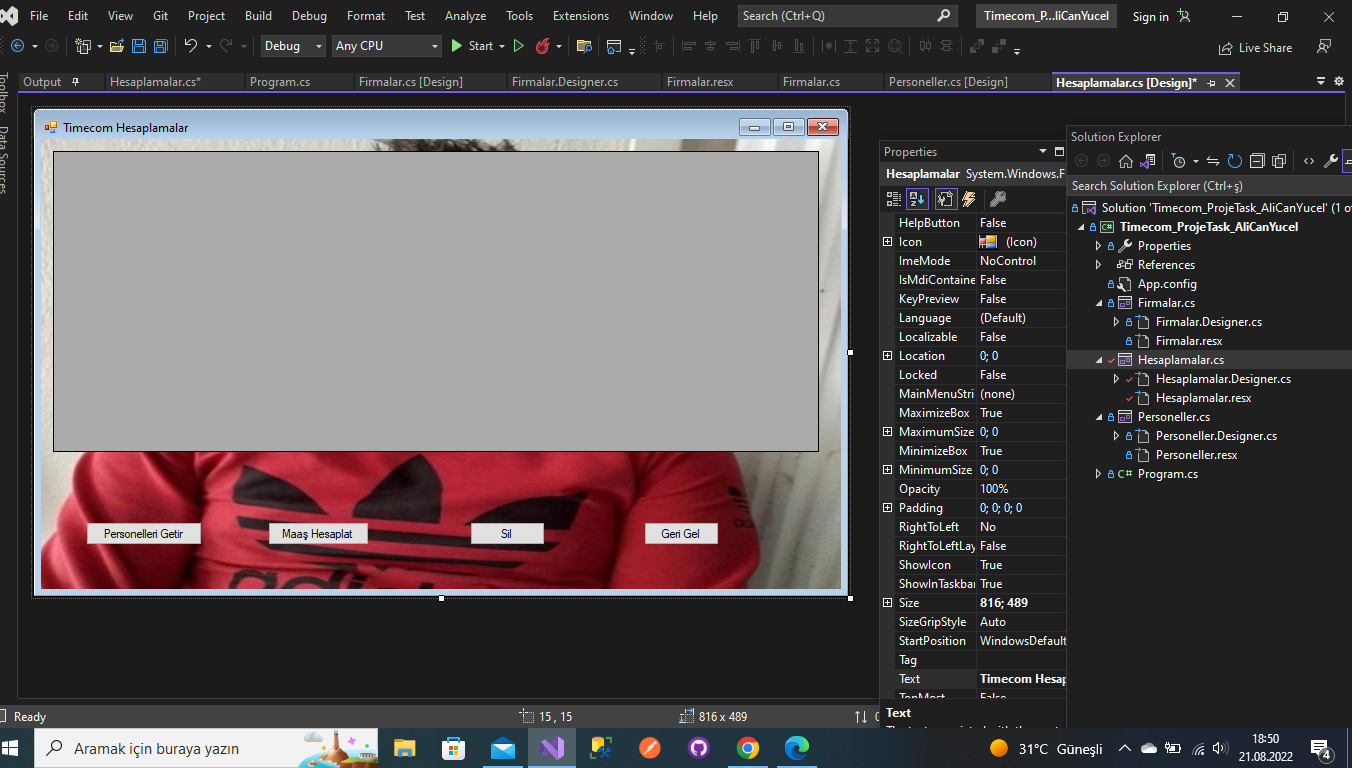 File Edit View Git Project Build Debug Format Test Analyze Tools Extensions Window Help Search (Ctrl+Q) Timecom_P...liCanYucel Sign in
Debug Any CPU Start Live Share
Output Hesaplamalar.cs* Program.cs Firmalar.cs [Design] Firmalar.Designer.cs Firmalar.resx Firmalar.cs Personeller.cs [Design] Hesaplamalar.cs [Design]*
Toolbox
Data Sources
Timecom Hesaplamalar
Personelleri Getir Maaş Hesaplat Sil Geri Gel
adidas
Properties
Hesaplamalar System.Windows.F
HelpButton False
Icon (Icon)
ImeMode NoControl
IsMdiContaine False
KeyPreview False
Language (Default)
Localizable False
Location 0; 0
Locked False
MainMenuStri (none)
MaximizeBox True
MaximumSize 0; 0
MinimizeBox True
MinimumSize 0; 0
Opacity 100%
Padding 0; 0; 0; 0
RightToLeft No
RightToLeftLay False
ShowIcon True
ShowInTaskbar True
Size 816; 489
SizeGripStyle Auto
StartPosition WindowsDefault
Tag
Text Timecom Hesap
TopMost False
Text
Solution Explorer
Search Solution Explorer (Ctrl+ş)
Solution 'Timecom_ProjeTask_AliCanYucel' (1 o
Timecom_ProjeTask_AliCanYucel
Properties
References
App.config
Firmalar.cs
Firmalar.Designer.cs
Firmalar.resx
Hesaplamalar.cs
Hesaplamalar.Designer.cs
Hesaplamalar.resx
Personeller.cs
Personeller.Designer.cs
Personeller.resx
C# Program.cs
Ready 15 , 15 816 x 489
Aramak için buraya yazın 31°C Güneşli 18:50
21.08.2022 4